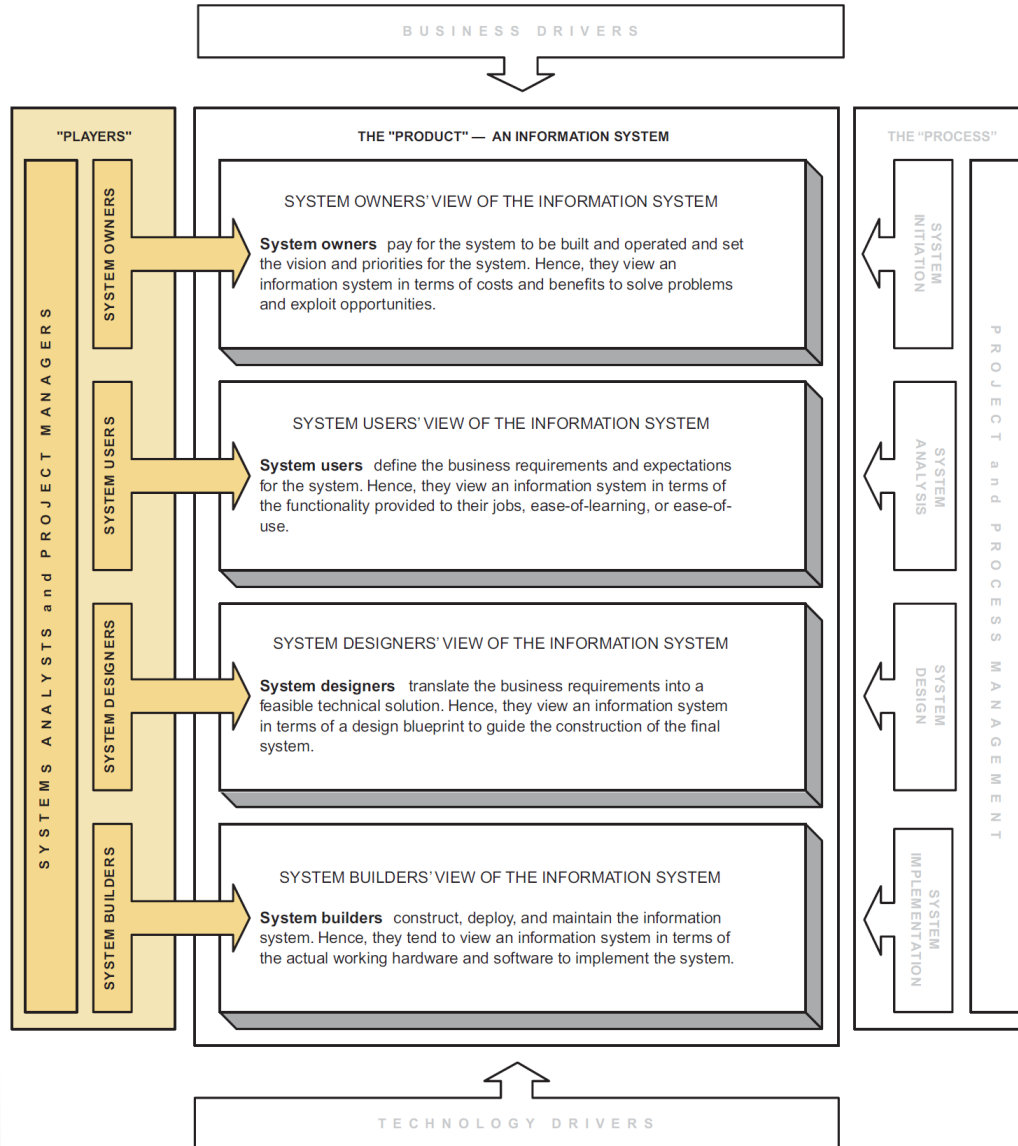 BUSINESS DRIVERS
"PLAYERS"
SYSTEMS ANALYSTS and PROJECT MANAGERS
SYSTEM OWNERS
SYSTEM USERS
SYSTEM DESIGNERS
SYSTEM BUILDERS
THE "PRODUCT" — AN INFORMATION SYSTEM
SYSTEM OWNERS' VIEW OF THE INFORMATION SYSTEM
System owners pay for the system to be built and operated and set
the vision and priorities for the system. Hence, they view an
information system in terms of costs and benefits to solve problems
and exploit opportunities.
SYSTEM USERS' VIEW OF THE INFORMATION SYSTEM
System users define the business requirements and expectations
for the system. Hence, they view an information system in terms of
the functionality provided to their jobs, ease-of-learning, or ease-of-
use.
SYSTEM DESIGNERS' VIEW OF THE INFORMATION SYSTEM
System designers translate the business requirements into a
feasible technical solution. Hence, they view an information system
in terms of a design blueprint to guide the construction of the final
system.
SYSTEM BUILDERS' VIEW OF THE INFORMATION SYSTEM
System builders construct, deploy, and maintain the information
system. Hence, they tend to view an information system in terms of
the actual working hardware and software to implement the system.
THE “PROCESS”
SYSTEM
INITIATION
SYSTEM
ANALYSIS
SYSTEM
DESIGN
SYSTEM
IMPLEMENTATION
PROJECT and PROCESS MANAGEMENT
TECHNOLOGY DRIVERS